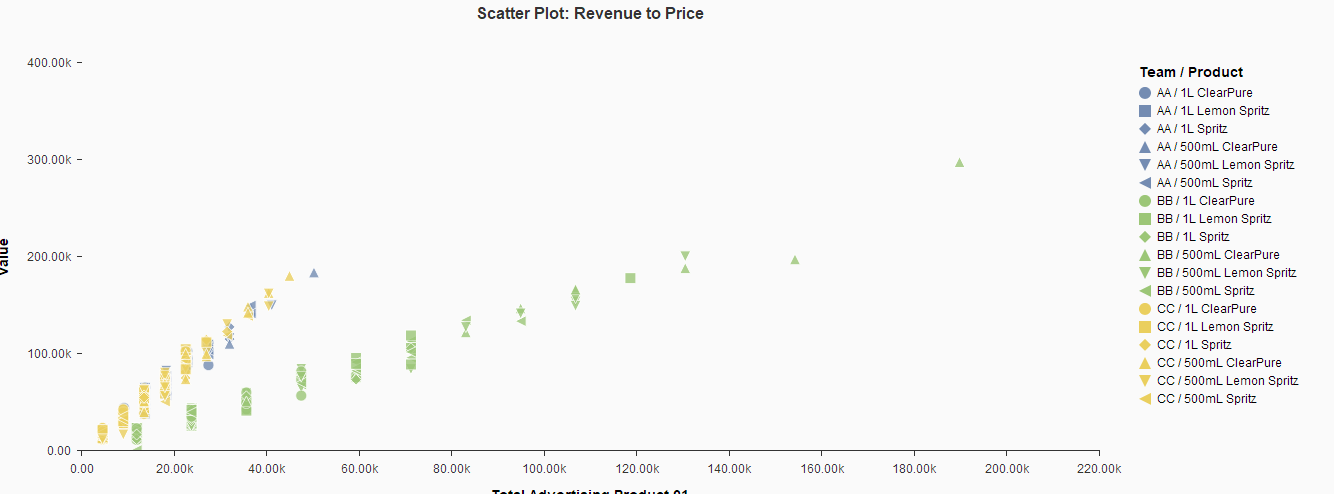 Scatter Plot: Revenue to Price
400.00k
300.00k
200.00k
100.00k
0.00
Value
0.00 20.00k 40.00k 60.00k 80.00k 100.00k 120.00k 140.00k 160.00k 180.00k 200.00k 220.00k
Total Advertising Product 01
Team / Product
AA / 1L ClearPure
AA / 1L Lemon Spritz
AA / 1L Spritz
AA / 500mL ClearPure
AA / 500mL Lemon Spritz
AA / 500mL Spritz
BB / 1L ClearPure
BB / 1L Lemon Spritz
BB / 1L Spritz
BB / 500mL ClearPure
BB / 500mL Lemon Spritz
BB / 500mL Spritz
CC / 1L ClearPure
CC / 1L Lemon Spritz
CC / 1L Spritz
CC / 500mL ClearPure
CC / 500mL Lemon Spritz
CC / 500mL Spritz